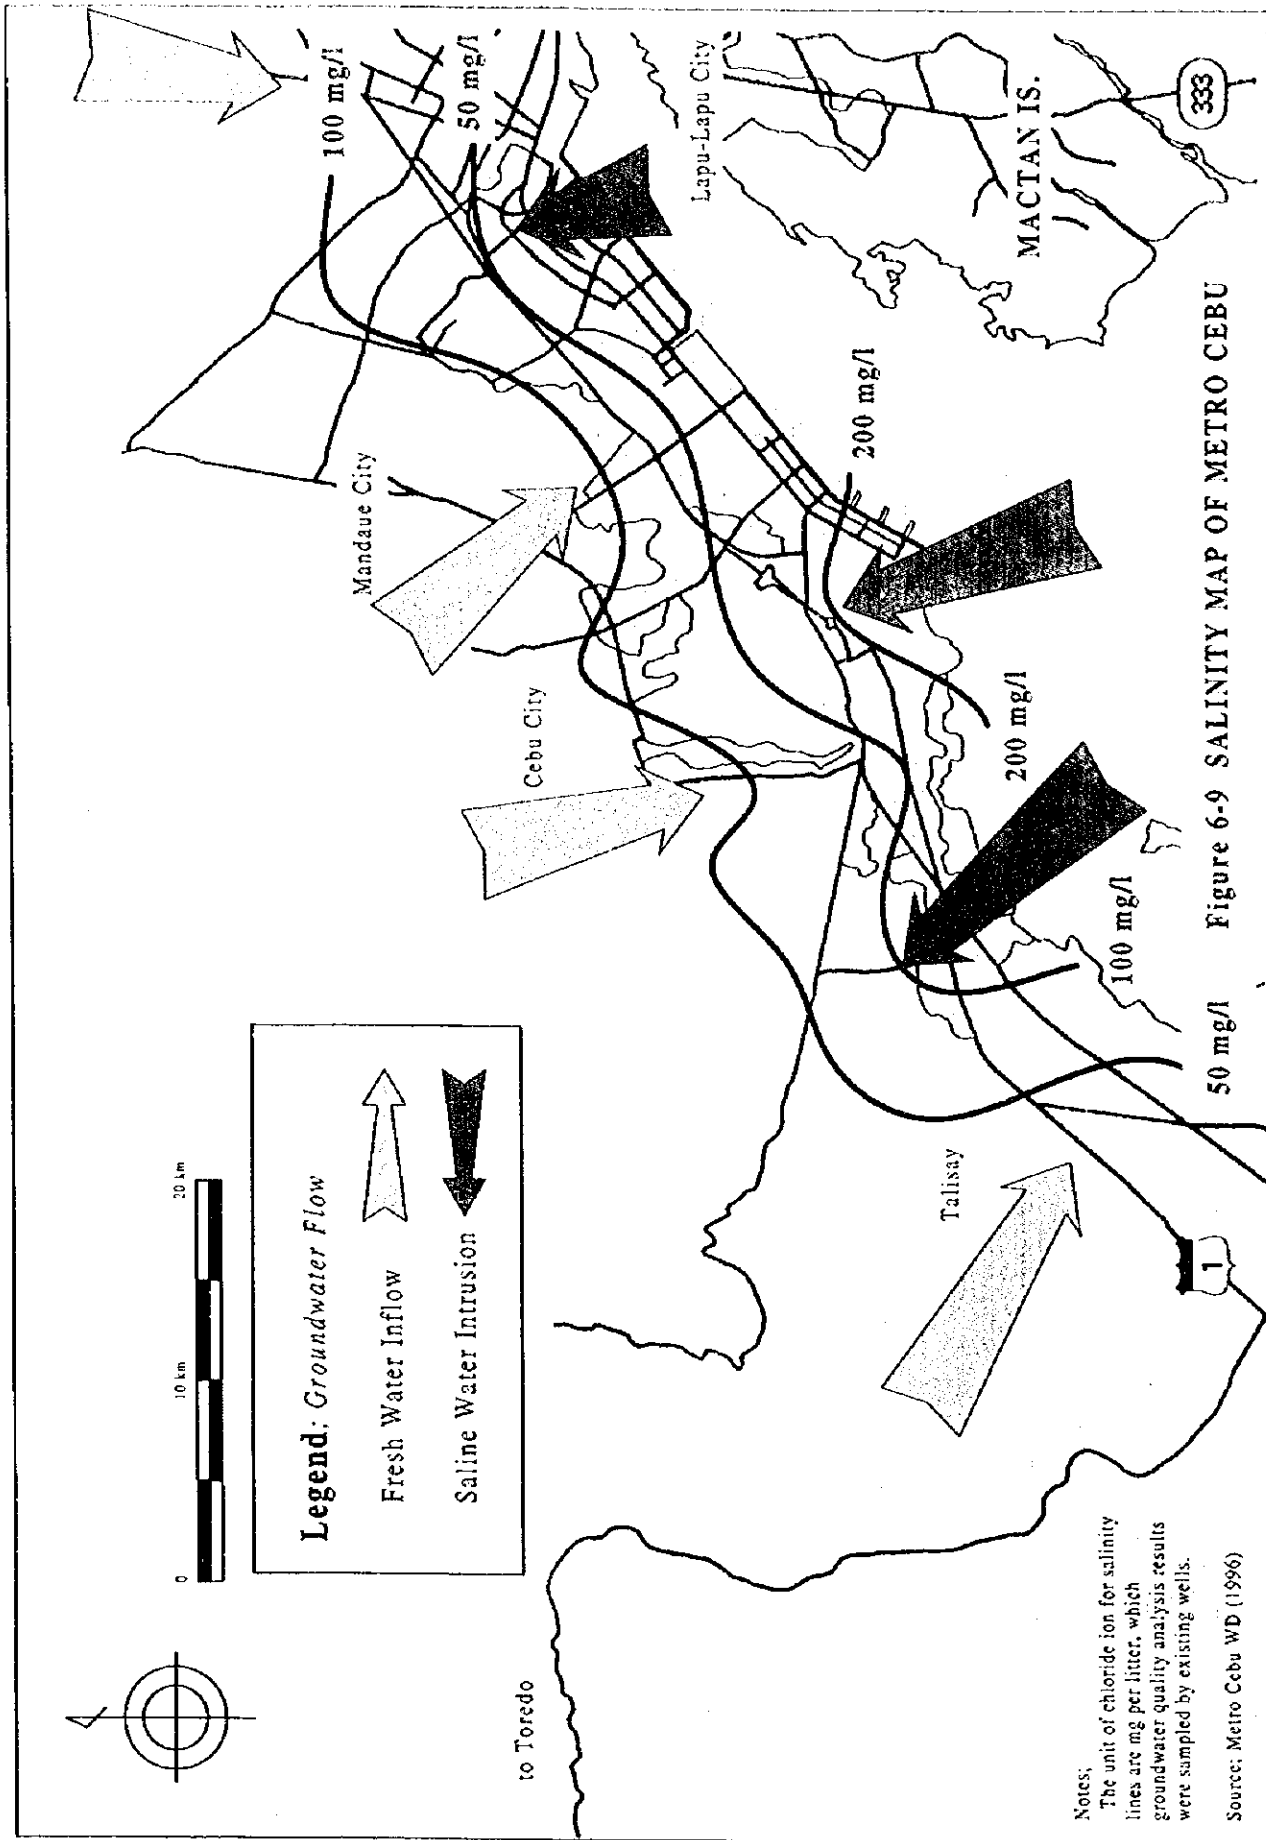 0
10 km
20 km
Legend: Groundwater Flow
Fresh Water Inflow
Saline Water Intrusion
100 mg/l
50 mg/l
Mandaue City
Cebu City
Lapu-Lapu City
MACTAN IS.
333
200 mg/l
200 mg/l
100 mg/l
50 mg/l
Talisay
1
to Toredo
Notes;
The unit of chloride ion for salinity
lines are mg per litter, which
groundwater quality analysis results
were sampled by existing wells.
Source: Metro Cebu WD (1996)
Figure 6-9 SALINITY MAP OF METRO CEBU